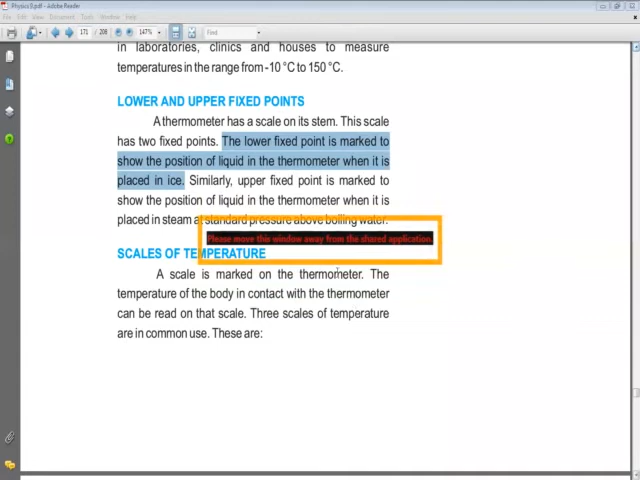 Physics 9.pdf - Adobe Reader
File Edit View Document Tools Window Help
171 / 208 147% Find
in laboratories, clinics and houses to measure
temperatures in the range from -10 °C to 150 °C.
LOWER AND UPPER FIXED POINTS
A thermometer has a scale on its stem. This scale
has two fixed points. The lower fixed point is marked to
show the position of liquid in the thermometer when it is
placed in ice. Similarly, upper fixed point is marked to
show the position of liquid in the thermometer when it is
placed in steam at standard pressure above boiling water.
Please move this window away from the shared application.
SCALES OF TEMPERATURE
A scale is marked on the thermometer. The
temperature of the body in contact with the thermometer
can be read on that scale. Three scales of temperature
are in common use. These are: